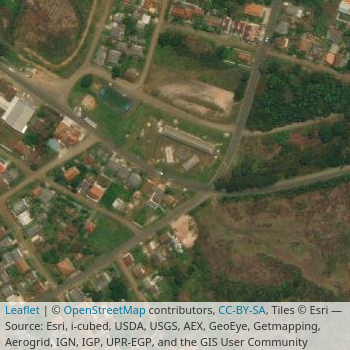 Leaflet | © OpenStreetMap contributors, CC-BY-SA, Tiles © Esri —
Source: Esri, i-cubed, USDA, USGS, AEX, GeoEye, Getmapping,
Aerogrid, IGN, IGP, UPR-EGP, and the GIS User Community